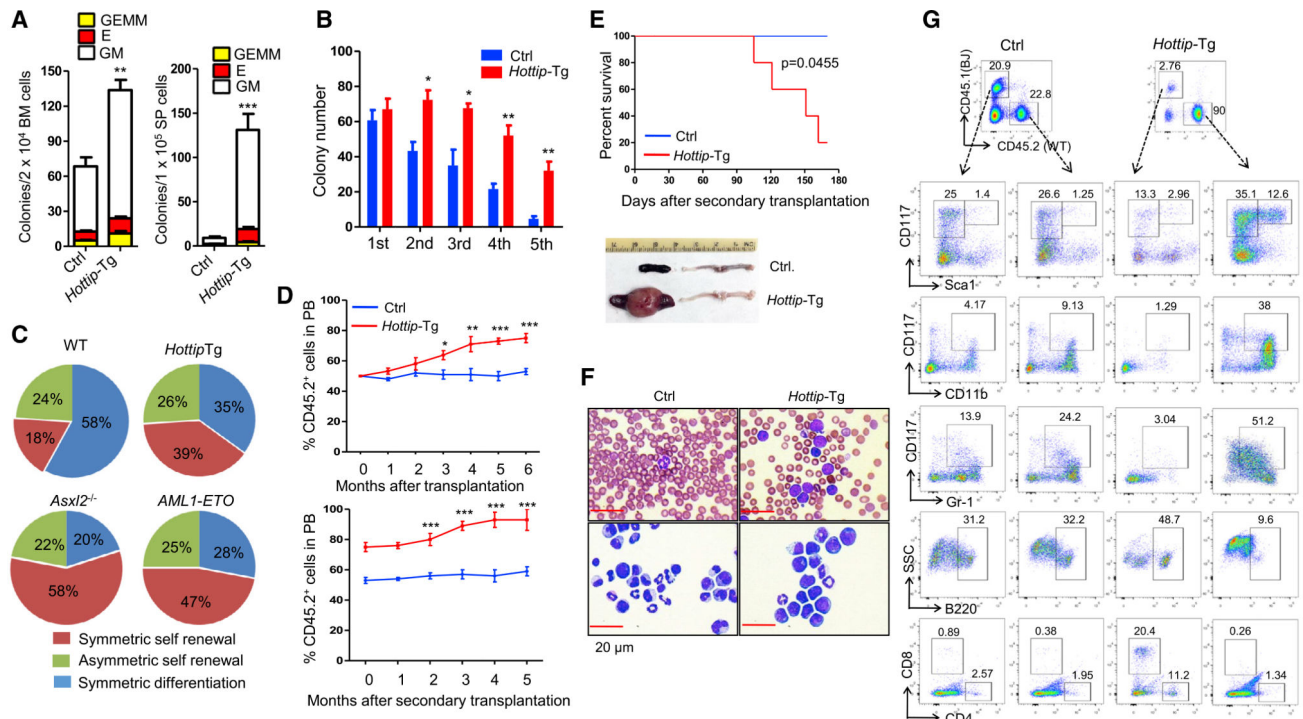 A
GEMM
E
GM
Colonies/2 x 10⁴ BM cells
150
120
90
60
30
0
**
Ctrl
Hottip-Tg
GEMM
E
GM
Colonies/1 x 10⁵ SP cells
200
150
100
50
0
***
Ctrl
Hottip-Tg
B
Ctrl
Hottip-Tg
Colony number
100
80
60
40
20
0
*
*
**
**
1st 2nd 3rd 4th 5th
C
WT
24%
58%
18%
HottipTg
26%
35%
39%
Asxl2⁻/⁻
22%
20%
58%
AML1-ETO
25%
28%
47%
Symmetric self renewal
Asymmetric self renewal
Symmetric differentiation
D
Ctrl
Hottip-Tg
% CD45.2⁺ cells in PB
100
80
60
40
20
0
* ** *** ***
0 1 2 3 4 5 6
Months after transplantation
% CD45.2⁺ cells in PB
100
80
60
40
20
0
*** *** *** ***
0 1 2 3 4 5
Months after secondary transplantation
E
Percent survival
100
80
60
40
20
0
p=0.0455
Ctrl
Hottip-Tg
0 30 60 90 120 150 180
Days after secondary transplantation
Ctrl.
Hottip-Tg
F
Ctrl
Hottip-Tg
20 µm
G
Ctrl
Hottip-Tg
CD45.1(BJ)
20.9
22.8
CD45.2 (WT)
2.76
90
CD117
25 1.4
26.6 1.25
13.3 2.96
35.1 12.6
Sca1
CD117
4.17
9.13
1.29
38
CD11b
CD117
13.9
24.2
3.04
51.2
Gr-1
SSC
31.2
32.2
48.7
9.6
B220
CD8
0.89
2.57
0.38
1.95
20.4
11.2
0.26
1.34
CD4